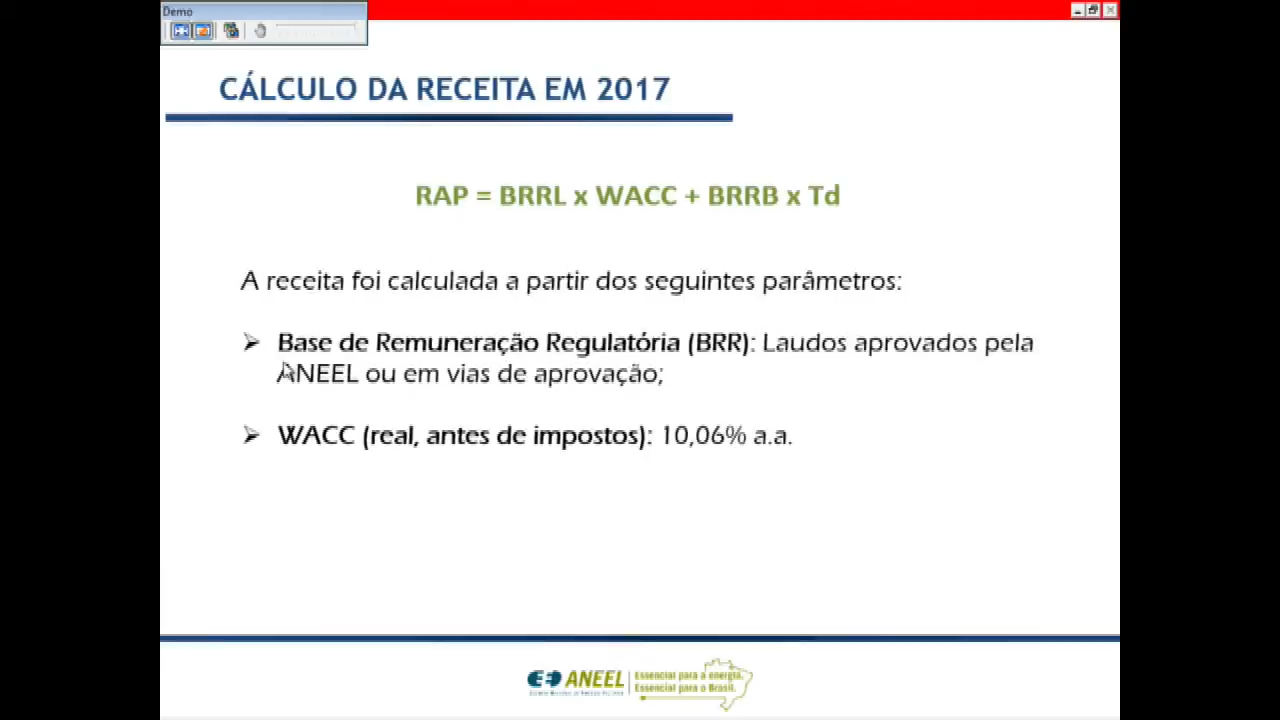 Demo
CÁLCULO DA RECEITA EM 2017
RAP = BRRL x WACC + BRRB x Td
A receita foi calculada a partir dos seguintes parâmetros:
Base de Remuneração Regulatória (BRR): Laudos aprovados pela
ANEEL ou em vias de aprovação;
WACC (real, antes de impostos): 10,06% a.a.
ANEEL
Essencial para a energia.
Essencial para o Brasil.